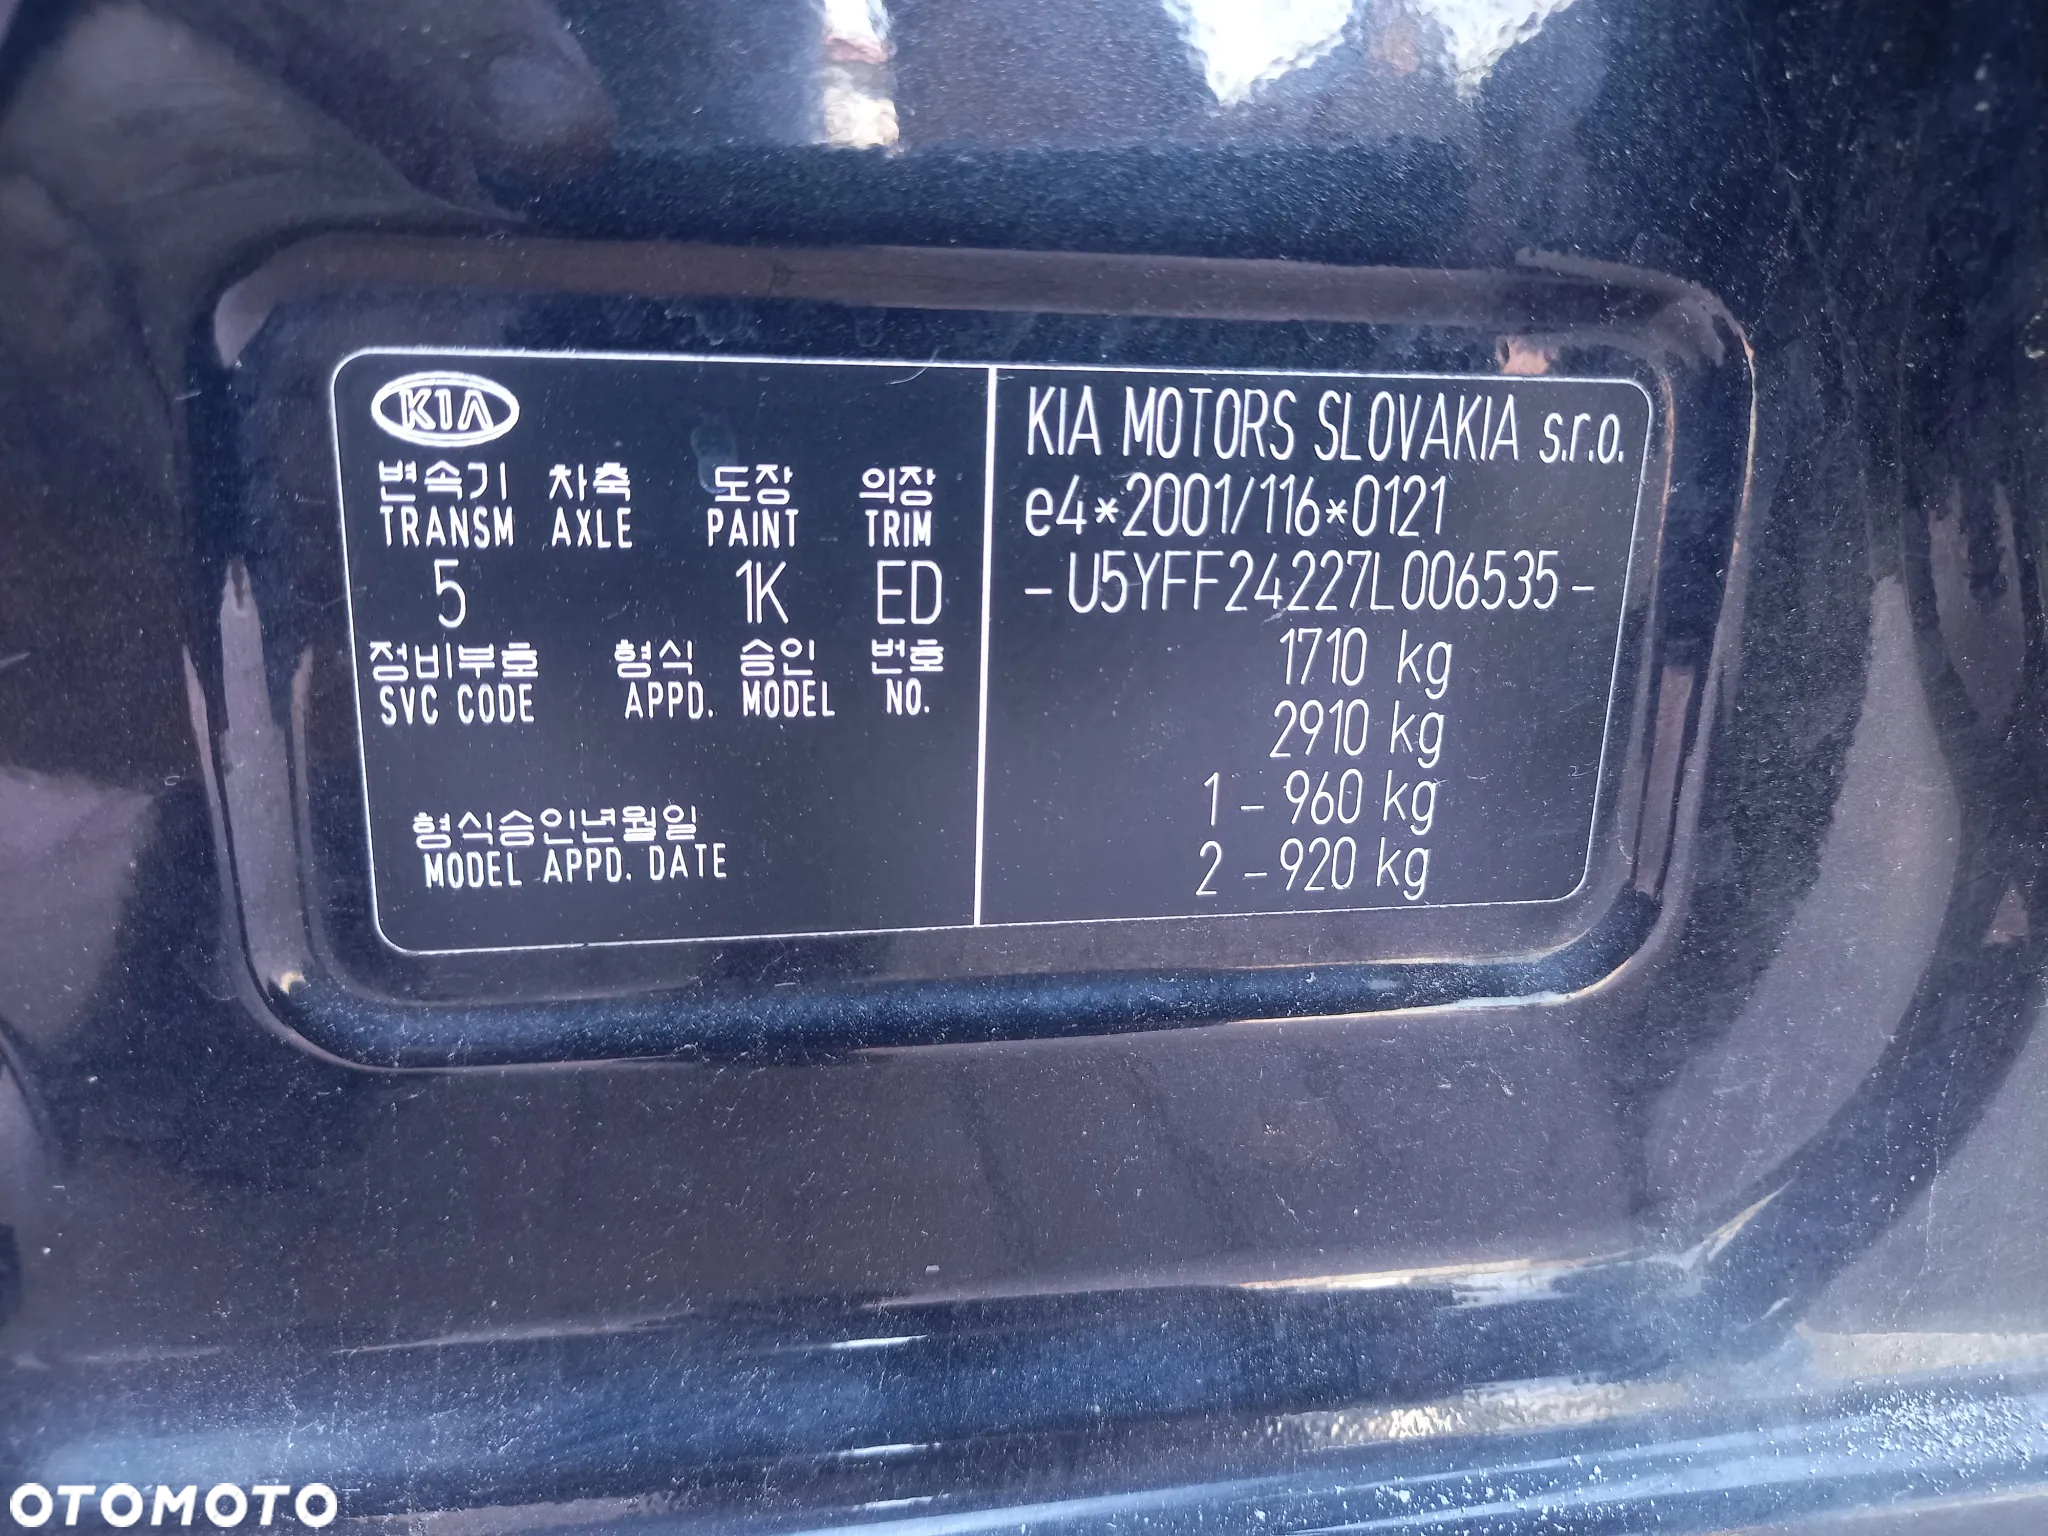 KIA
변속기 차축 도장 의장
TRANSM AXLE PAINT TRIM
5 1K ED
정비부호 형식 승인 번호
SVC CODE APPD. MODEL NO.
형식승인년월일
MODEL APPD. DATE
KIA MOTORS SLOVAKIA s.r.o.
e4*2001/116*0121
-U5YFF24227L006535-
1710 kg
2910 kg
1 - 960 kg
2 - 920 kg
OTOMOTO